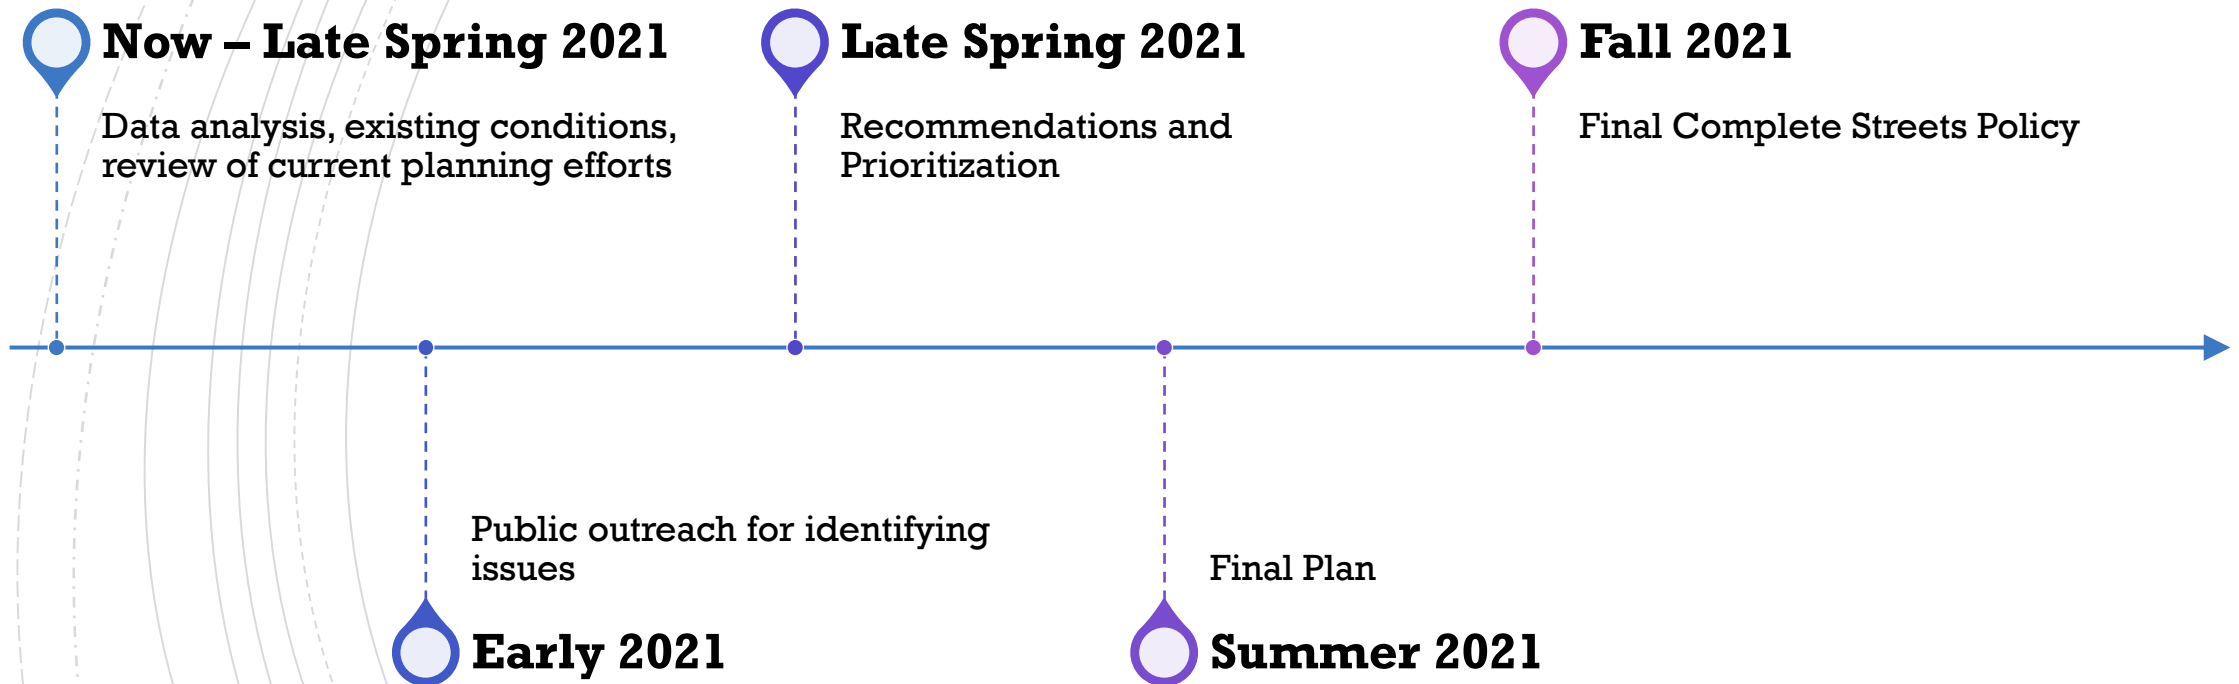 Now – Late Spring 2021
Data analysis, existing conditions,
review of current planning efforts
Public outreach for identifying
issues
Early 2021
Late Spring 2021
Recommendations and
Prioritization
Final Plan
Summer 2021
Fall 2021
Final Complete Streets Policy